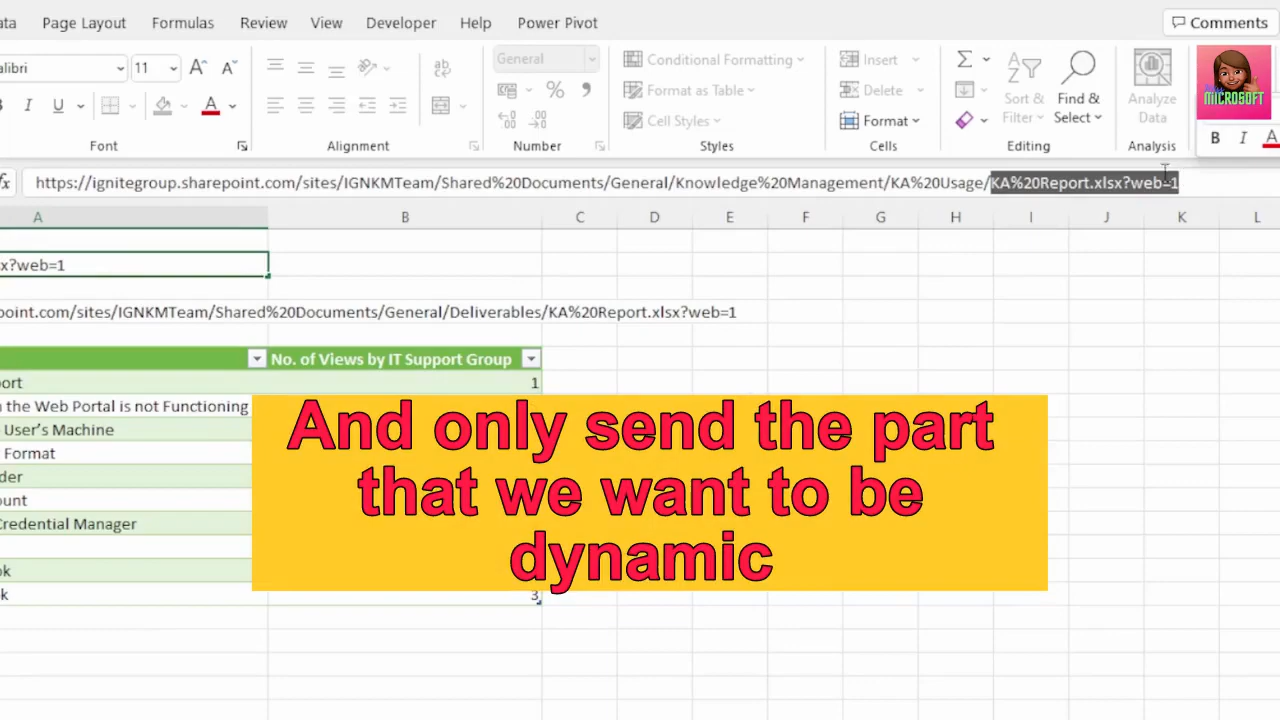 ata Page Layout Formulas Review View Developer Help Power Pivot Comments
alibri 11 A A ab General Conditional Formatting Insert Σ A Z
B I U A % 9 Format as Table Delete Sort & Filter Find & Select Analyze Data
Cell Styles Format
MICROSOFT
B I A
Font Alignment Number Styles Cells Editing Analysis
fx https://ignitegroup.sharepoint.com/sites/IGNKMTeam/Shared%20Documents/General/Knowledge%20Management/KA%20Usage/KA%20Report.xlsx?web=1
A B C D E F G H I J K L
x?web=1
point.com/sites/IGNKMTeam/Shared%20Documents/General/Deliverables/KA%20Report.xlsx?web=1
No. of Views by IT Support Group
ort 1
n the Web Portal is not Functioning
User's Machine
Format
der
ount
Credential Manager
ok
k 3
And only send the part
that we want to be
dynamic